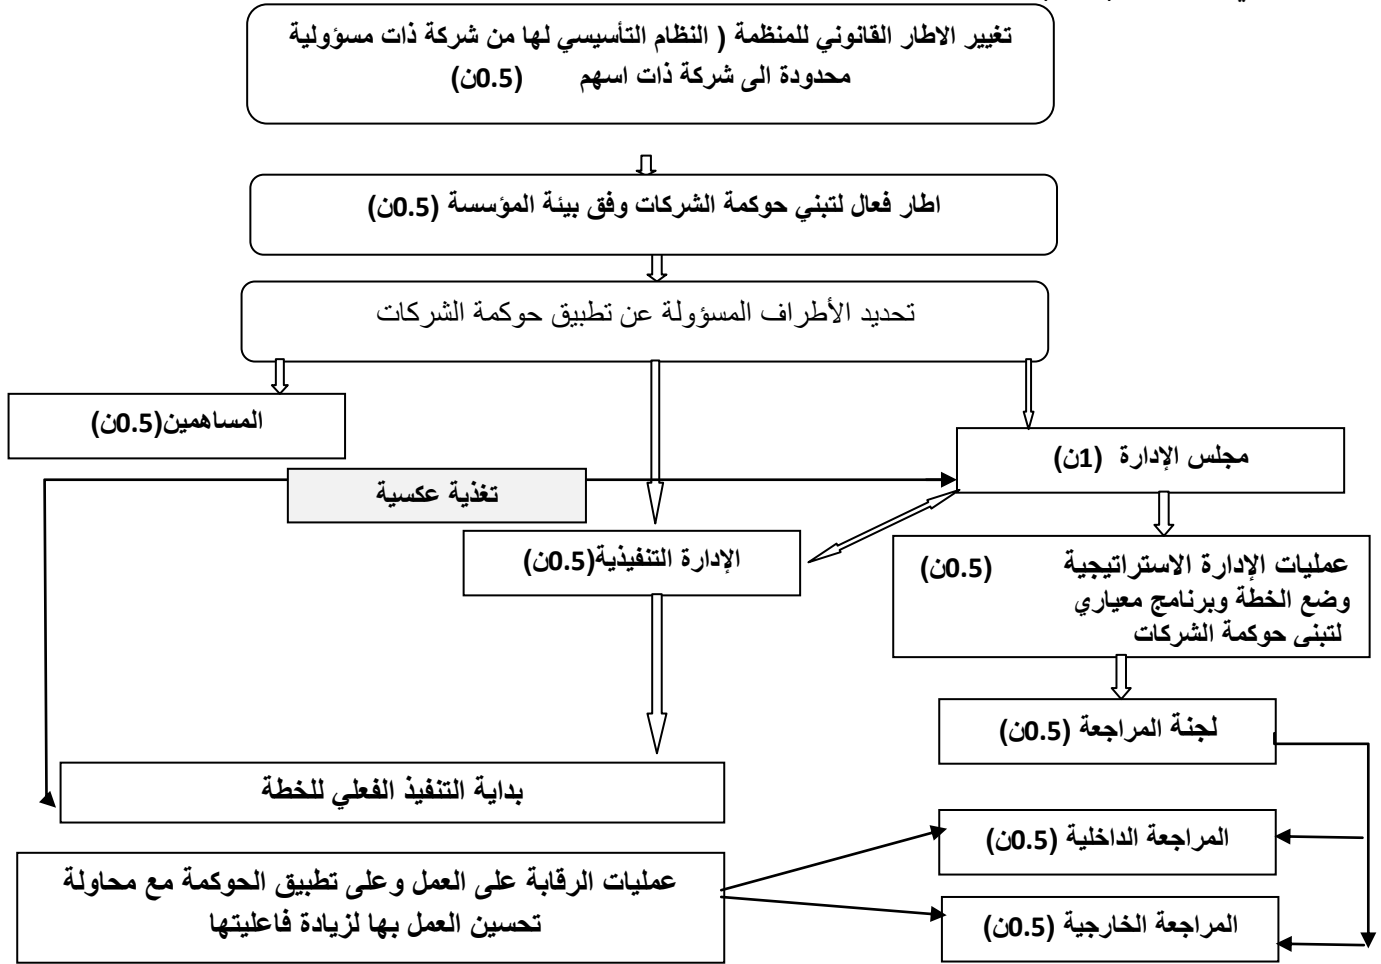 تغيير الاطار القانوني للمنظمة ( النظام التأسيسي لها من شركة ذات مسؤولية
محدودة الى شركة ذات اسهم (0.5ن)
اطار فعال لتبني حوكمة الشركات وفق بيئة المؤسسة (0.5ن)
تحديد الأطراف المسؤولة عن تطبيق حوكمة الشركات
المساهمين(0.5ن)
مجلس الإدارة (1ن)
تغذية عكسية
الإدارة التنفيذية(0.5ن)
عمليات الإدارة الاستراتيجية (0.5ن)
وضع الخطة وبرنامج معياري
لتبنى حوكمة الشركات
لجنة المراجعة (0.5ن)
بداية التنفيذ الفعلي للخطة
المراجعة الداخلية (0.5ن)
عمليات الرقابة على العمل وعلى تطبيق الحوكمة مع محاولة
تحسين العمل بها لزيادة فاعليتها
المراجعة الخارجية (0.5ن)